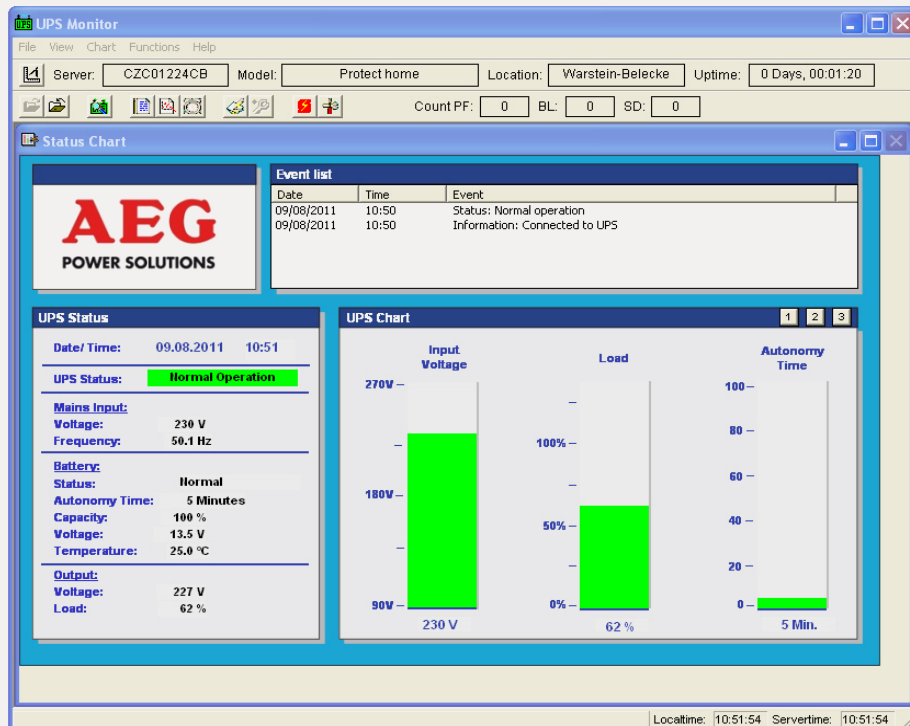 UPS Monitor
File View Chart Functions Help
Server: CZC01224CB Model: Protect home Location: Warstein-Belecke Uptime: 0 Days, 00:01:20
Count PF: 0 BL: 0 SD: 0
Status Chart
AEG
POWER SOLUTIONS
Event list
Date Time Event
09/08/2011 10:50 Status: Normal operation
09/08/2011 10:50 Information: Connected to UPS
UPS Status
Date/ Time: 09.08.2011 10:51
UPS Status: Normal Operation
Mains Input:
Voltage: 230 V
Frequency: 50.1 Hz
Battery:
Status: Normal
Autonomy Time: 5 Minutes
Capacity: 100 %
Voltage: 13.5 V
Temperature: 25.0 °C
Output:
Voltage: 227 V
Load: 62 %
UPS Chart 1 2 3
Input
Voltage
270V
180V
90V
230 V
Load
100%
50%
0%
62 %
Autonomy
Time
100
80
60
40
20
0
5 Min.
Localtime: 10:51:54 Servertime: 10:51:54